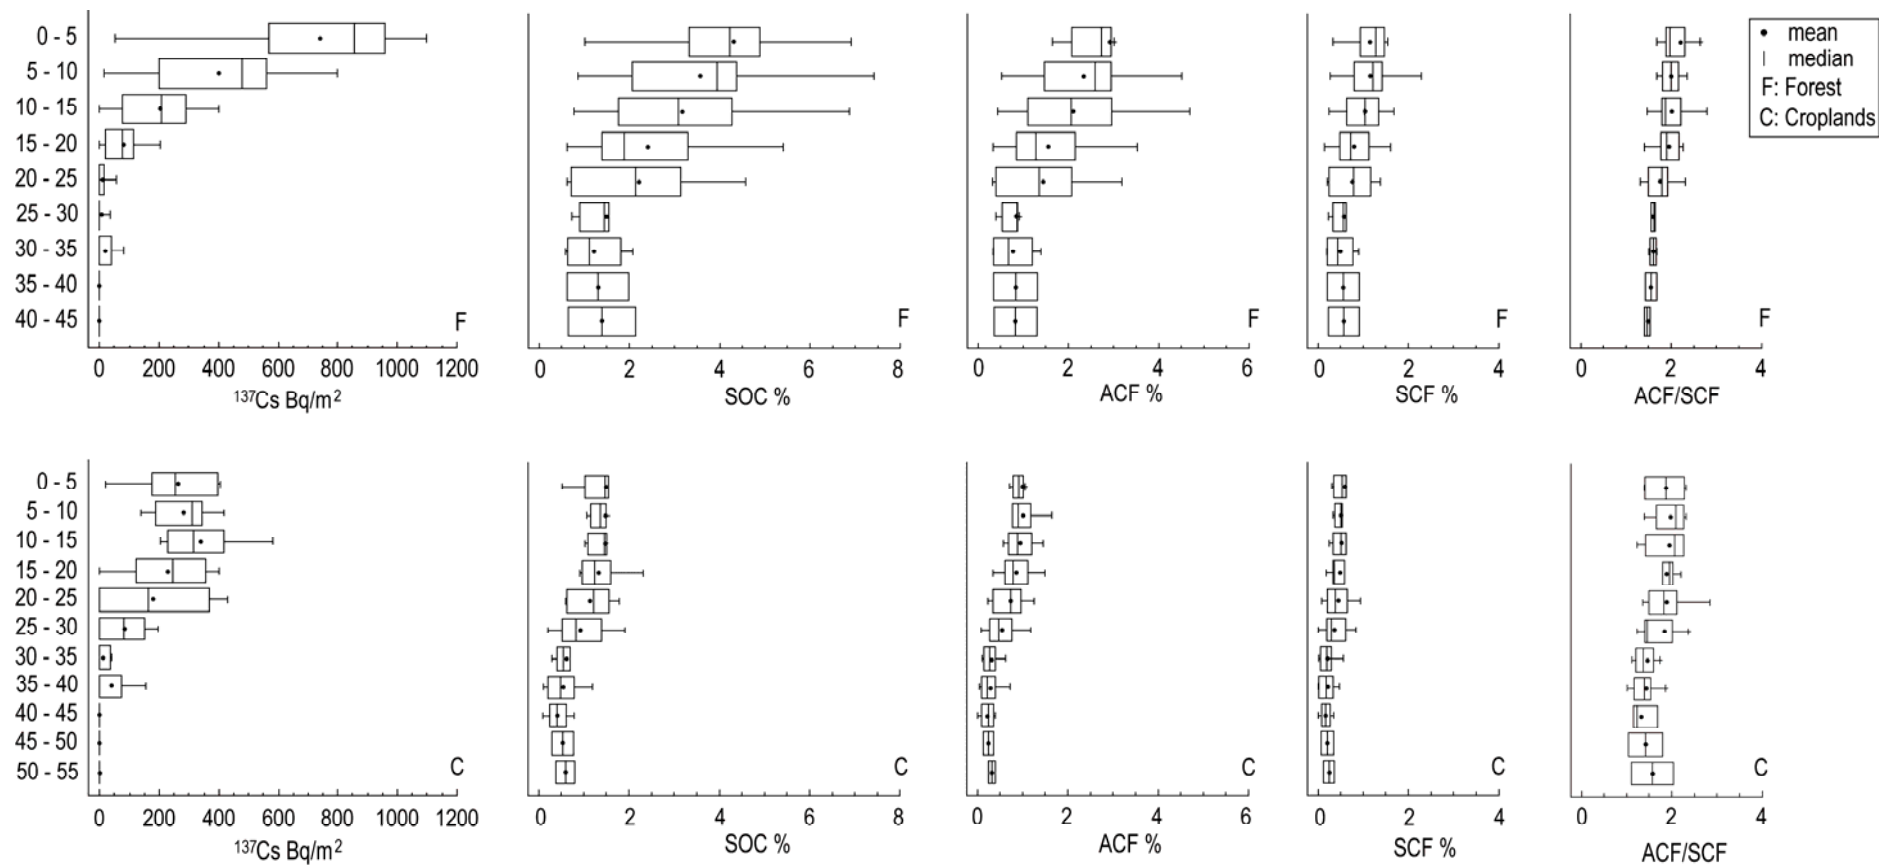 0 - 5
5 - 10
10 - 15
15 - 20
20 - 25
25 - 30
30 - 35
35 - 40
40 - 45
F
F
F
F
F
mean
median
F: Forest
C: Croplands
0 200 400 600 800 1000 1200
0 2 4 6 8
0 2 4 6
0 2 4
0 2 4
¹³⁷Cs Bq/m²
SOC %
ACF %
SCF %
ACF/SCF
0 - 5
5 - 10
10 - 15
15 - 20
20 - 25
25 - 30
30 - 35
35 - 40
40 - 45
45 - 50
50 - 55
C
C
C
C
C
0 200 400 600 800 1000 1200
0 2 4 6 8
0 2 4 6
0 2 4
0 2 4
¹³⁷Cs Bq/m²
SOC %
ACF %
SCF %
ACF/SCF